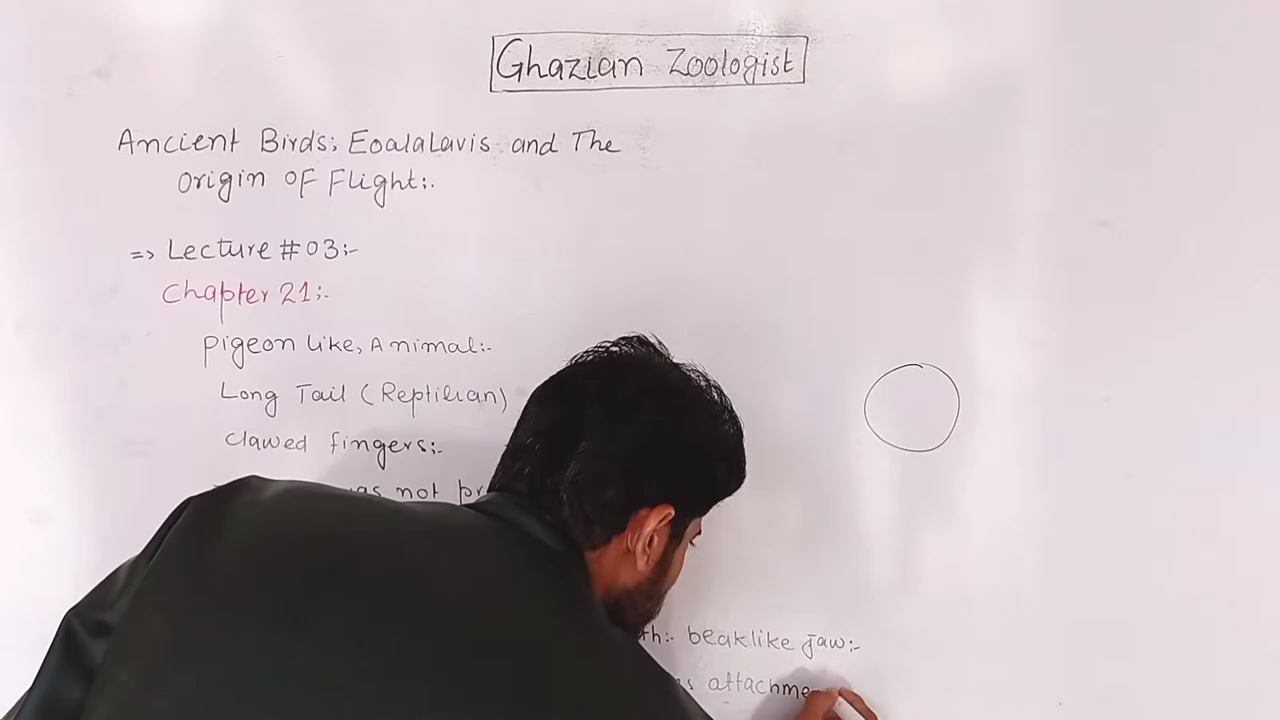 Ghazian Zoologist
Ancient Birds; Eoalalavis and The
Origin of Flight:.
=> Lecture # 03:-
Chapter 21:-
Pigeon like, Animal:-
Long Tail (Reptilian)
Clawed fingers:-
not
beaklike jaw:-